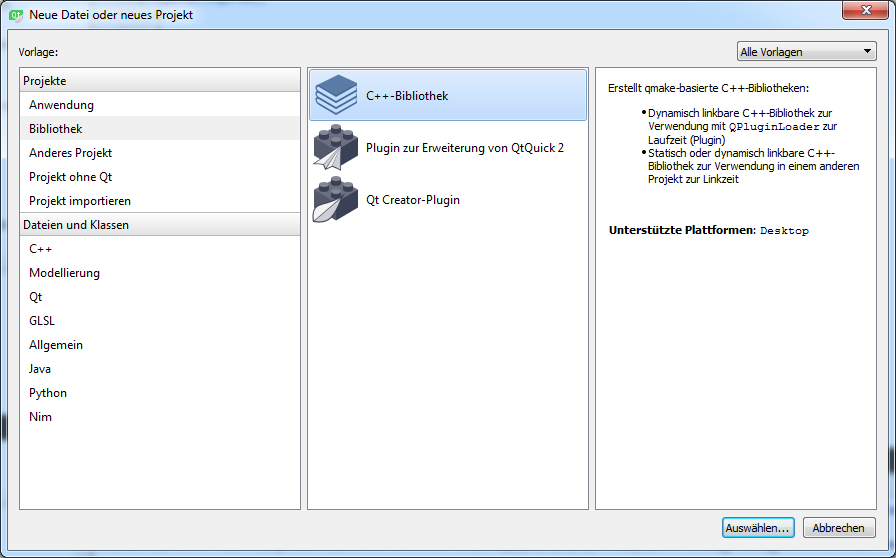 Neue Datei oder neues Projekt
Vorlage:
Alle Vorlagen
Projekte
Anwendung
Bibliothek
Anderes Projekt
Projekt ohne Qt
Projekt importieren
Dateien und Klassen
C++
Modellierung
Qt
GLSL
Allgemein
Java
Python
Nim
C++-Bibliothek
Plugin zur Erweiterung von QtQuick 2
Qt Creator-Plugin
Erstellt qmake-basierte C++-Bibliotheken:
•Dynamisch linkbare C++-Bibliothek zur
Verwendung mit QPluginLoader zur
Laufzeit (Plugin)
•Statisch oder dynamisch linkbare C++-
Bibliothek zur Verwendung in einem anderen
Projekt zur Linkzeit
Unterstützte Plattformen: Desktop
Auswählen...
Abbrechen